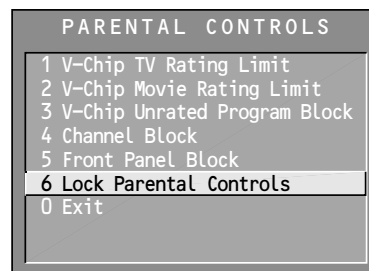 PARENTAL CONTROLS
1 V-Chip TV Rating Limit
2 V-Chip Movie Rating Limit
3 V-Chip Unrated Program Block
4 Channel Block
5 Front Panel Block
6 Lock Parental Controls
0 Exit